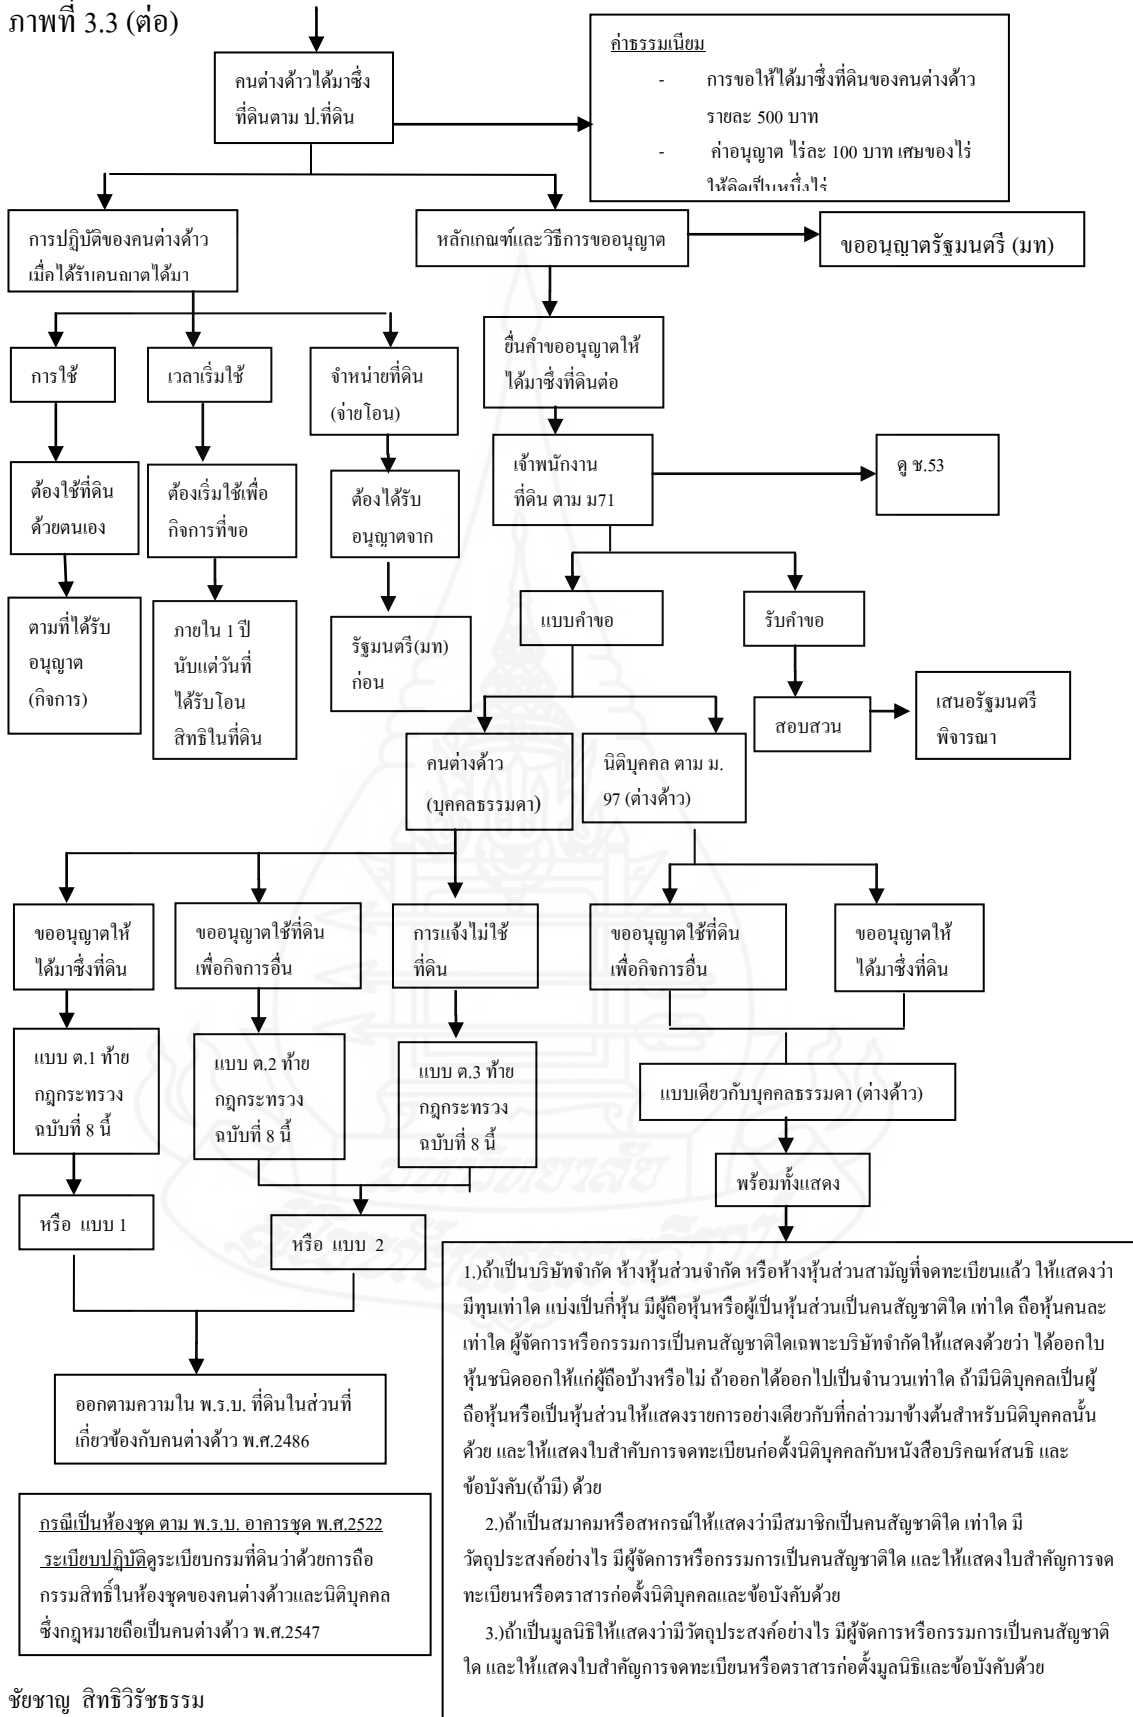 ภาพที่ 3.3 (ต่อ)
คนต่างด้าวได้มาซึ่ง
ที่ดินตาม ป.ที่ดิน
ค่าธรรมเนียม
- การขอให้ได้มาซึ่งที่ดินของคนต่างด้าว
รายละ 500 บาท
- ค่าอนุญาต ไร่ละ 100 บาท เศษของไร่
ให้คิดเป็นหนึ่งไร่
การปฏิบัติของคนต่างด้าว
เมื่อได้รับอนุญาตได้มา
หลักเกณฑ์และวิธีการขออนุญาต
ขออนุญาตรัฐมนตรี (มท)
การใช้
เวลาเริ่มใช้
จำหน่ายที่ดิน
(จ่ายโอน)
ยื่นคำขออนุญาตให้
ได้มาซึ่งที่ดินต่อ
ต้องใช้ที่ดิน
ด้วยตนเอง
ต้องเริ่มใช้เพื่อ
กิจการที่ขอ
ต้องได้รับ
อนุญาตจาก
เจ้าพนักงาน
ที่ดิน ตาม ม71
ดู ช.53
ตามที่ได้รับ
อนุญาต
(กิจการ)
ภายใน 1 ปี
นับแต่วันที่
ได้รับโอน
สิทธิในที่ดิน
รัฐมนตรี(มท)
ก่อน
แบบคำขอ
รับคำขอ
สอบสวน
เสนอรัฐมนตรี
พิจารณา
คนต่างด้าว
(บุคคลธรรมดา)
นิติบุคคล ตาม ม.
97 (ต่างด้าว)
ขออนุญาตให้
ได้มาซึ่งที่ดิน
ขออนุญาตใช้ที่ดิน
เพื่อกิจการอื่น
การแจ้งไม่ใช้
ที่ดิน
ขออนุญาตใช้ที่ดิน
เพื่อกิจการอื่น
ขออนุญาตให้
ได้มาซึ่งที่ดิน
แบบ ต.1 ท้าย
กฎกระทรวง
ฉบับที่ 8 นี้
แบบ ต.2 ท้าย
กฎกระทรวง
ฉบับที่ 8 นี้
แบบ ต.3 ท้าย
กฎกระทรวง
ฉบับที่ 8 นี้
แบบเดียวกับบุคคลธรรมดา (ต่างด้าว)
พร้อมทั้งแสดง
หรือ แบบ 1
หรือ แบบ 2
ออกตามความใน พ.ร.บ. ที่ดินในส่วนที่
เกี่ยวข้องกับคนต่างด้าว พ.ศ.2486
1.)ถ้าเป็นบริษัทจำกัด ห้างหุ้นส่วนจำกัด หรือห้างหุ้นส่วนสามัญที่จดทะเบียนแล้ว ให้แสดงว่า
มีทุนเท่าใด แบ่งเป็นกี่หุ้น มีผู้ถือหุ้นหรือผู้เป็นหุ้นส่วนเป็นคนสัญชาติใด เท่าใด ถือหุ้นคนละ
เท่าใด ผู้จัดการหรือกรรมการเป็นคนสัญชาติใดเฉพาะบริษัทจำกัดให้แสดงด้วยว่า ได้ออกใบ
หุ้นชนิดออกให้แก่ผู้ถือบ้างหรือไม่ ถ้าออกได้ออกไปเป็นจำนวนเท่าใด ถ้ามีนิติบุคคลเป็นผู้
ถือหุ้นหรือเป็นหุ้นส่วนให้แสดงรายการอย่างเดียวกับที่กล่าวมาข้างต้นสำหรับนิติบุคคลนั้น
ด้วย และให้แสดงใบสำคับการจดทะเบียนก่อตั้งนิติบุคคลกับหนังสือบริคณห์สนธิ และ
ข้อบังคับ(ถ้ามี) ด้วย
2.)ถ้าเป็นสมาคมหรือสหกรณ์ให้แสดงว่ามีสมาชิกเป็นคนสัญชาติใด เท่าใด มี
วัตถุประสงค์อย่างไร มีผู้จัดการหรือกรรมการเป็นคนสัญชาติใด และให้แสดงใบสำคัญการจด
ทะเบียนหรือตราสารก่อตั้งนิติบุคคลและข้อบังคับด้วย
3.)ถ้าเป็นมูลนิธิให้แสดงว่ามีวัตถุประสงค์อย่างไร มีผู้จัดการหรือกรรมการเป็นคนสัญชาติ
ใด และให้แสดงใบสำคัญการจดทะเบียนหรือตราสารก่อตั้งมูลนิธิและข้อบังคับด้วย
กรณีเป็นห้องชุด ตาม พ.ร.บ. อาคารชุด พ.ศ.2522
ระเบียบปฏิบัติดูระเบียบกรมที่ดินว่าด้วยการถือ
กรรมสิทธิ์ในห้องชุดของคนต่างด้าวและนิติบุคคล
ซึ่งกฎหมายถือเป็นคนต่างด้าว พ.ศ.2547
ชัยชาญ สิทธิวิรัชธรรม